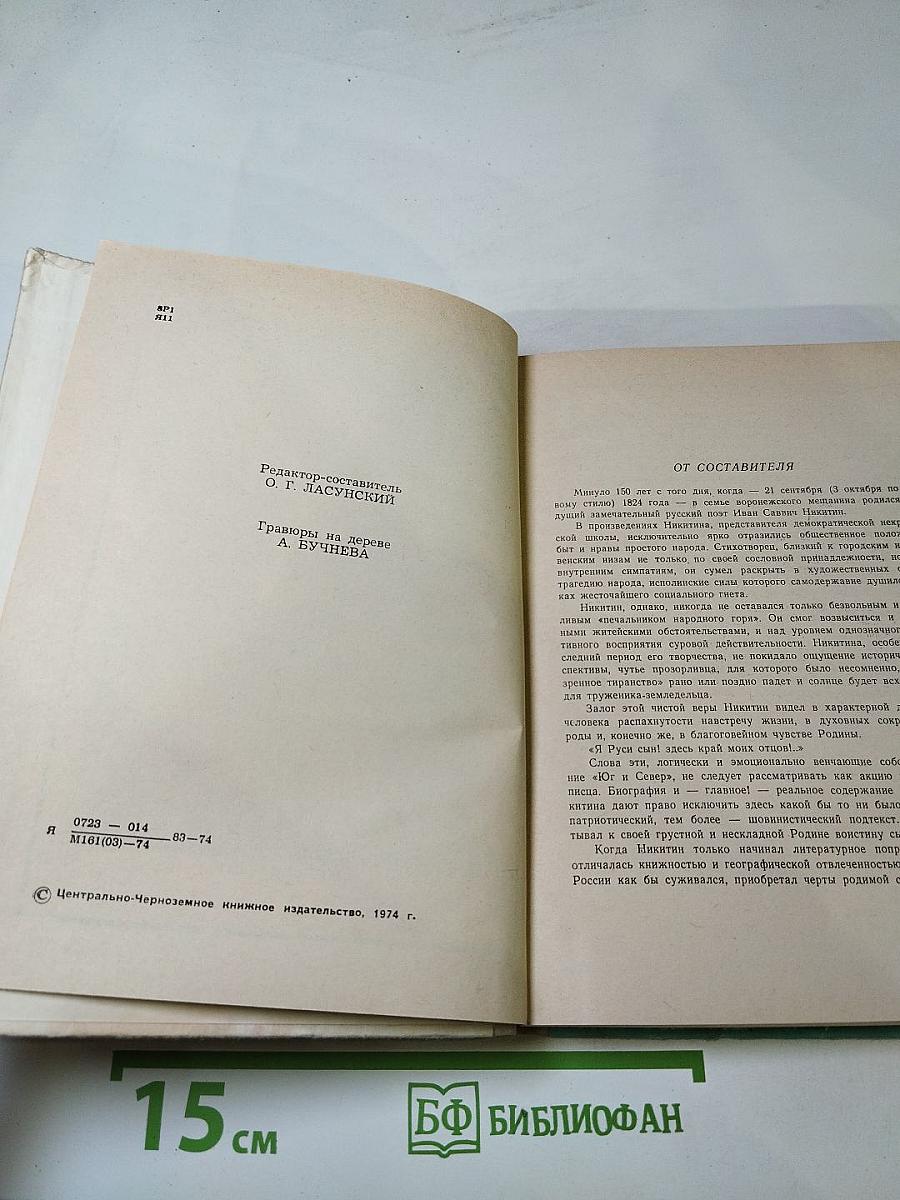 8Р1
Я11
Редактор-составитель
О. Г. ЛАСУНСКИЙ
Гравюры на дереве
А. БУЧНЕВА
Я 0723 — 014
М161(03)—74 83—74
© Центрально-Черноземное книжное издательство, 1974 г.
ОТ СОСТАВИТЕЛЯ
Минуло 150 лет с того дня, когда — 21 сентября (3 октября по
вому стилю) 1824 года — в семье воронежского мещанина родился
дущий замечательный русский поэт Иван Саввич Никитин.
В произведениях Никитина, представителя демократической некр
ской школы, исключительно ярко отразились общественное полож
быт и нравы простого народа. Стихотворец, близкий к городским и
венским низам не только по своей сословной принадлежности, но
внутренним симпатиям, он сумел раскрыть в художественных
трагедию народа, исполинские силы которого самодержавие душил
ках жесточайшего социального гнета.
Никитин, однако, никогда не оставался только безвольным и
ливым «печальником народного горя». Он смог возвыситься и
ными житейскими обстоятельствами, и над уровнем однозначног
тивного восприятия суровой действительности. Никитина, особе
следний период его творчества, не покидало ощущение историч
спективы, чутье прозорливца, для которого было несомненно,
зренное тиранство» рано или поздно падет и солнце будет всх
для труженика-земледельца.
Залог этой чистой веры Никитин видел в характерной д
человека распахнутости навстречу жизни, в духовных сокр
роды и, конечно же, в благоговейном чувстве Родины.
«Я Руси сын! здесь край моих отцов!..»
Слова эти, логически и эмоционально венчающие собо
ние «Юг и Север», не следует рассматривать как акцию
писца. Биография и — главное! — реальное содержание
китина дают право исключить здесь какой бы то ни было
патриотический, тем более — шовинистический подтекст.
тывал к своей грустной и нескладной Родине воистину сы
Когда Никитин только начинал литературное попр
отличалась книжностью и географической отвлеченностью
России как бы суживался, приобретал черты родимой с
15 см
БФ БИБЛИОФАН